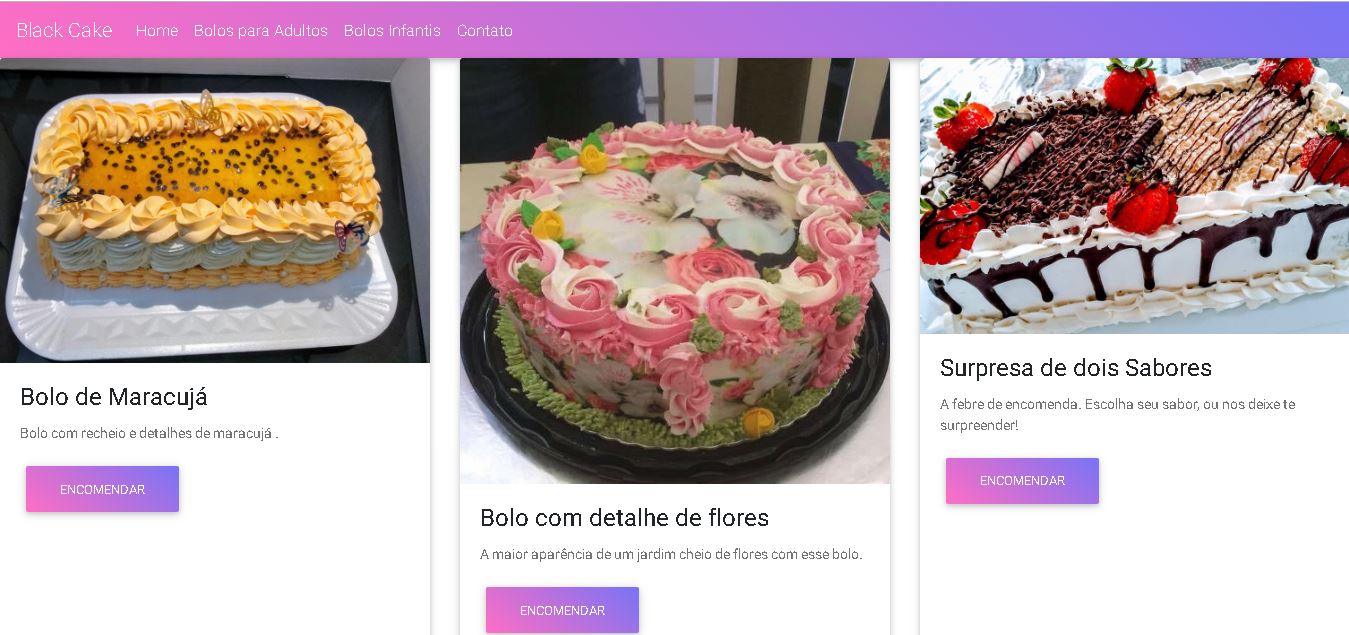 Black Cake Home Bolos para Adultos Bolos Infantis Contato
Bolo de Maracujá
Bolo com recheio e detalhes de maracujá .
ENCOMENDAR
Bolo com detalhe de flores
A maior aparência de um jardim cheio de flores com esse bolo.
ENCOMENDAR
Surpresa de dois Sabores
A febre de encomenda. Escolha seu sabor, ou nos deixe te
surpreender!
ENCOMENDAR